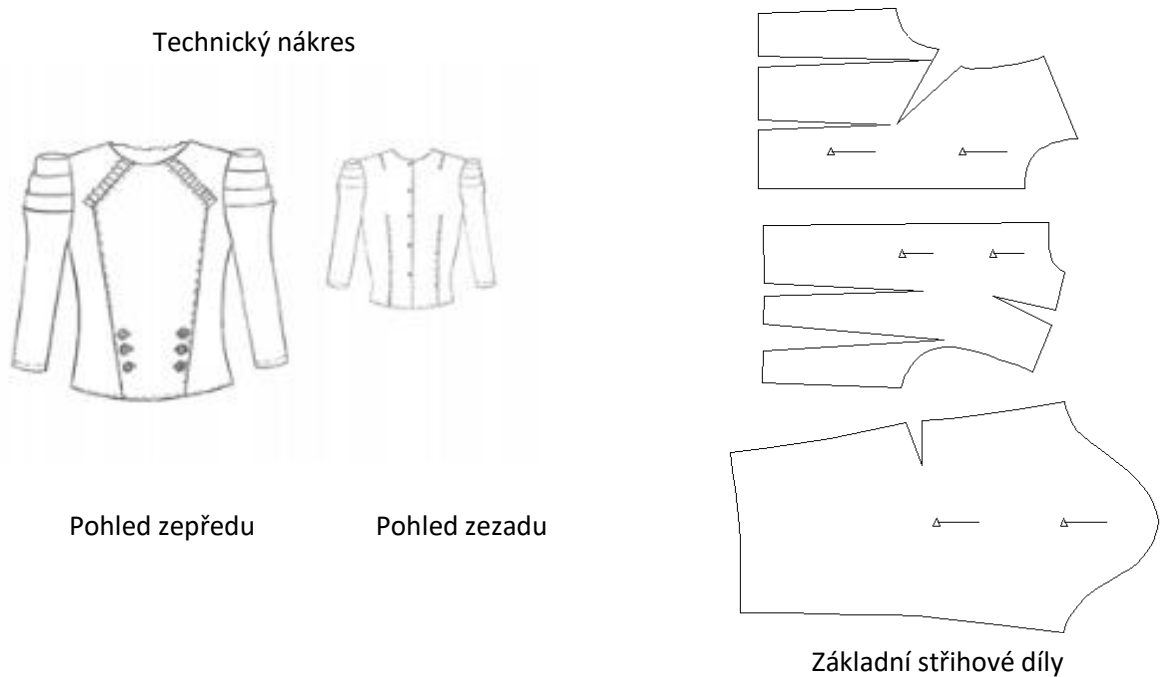 Technický nákres
Pohled zepředu
Pohled zezadu
Základní střihové díly